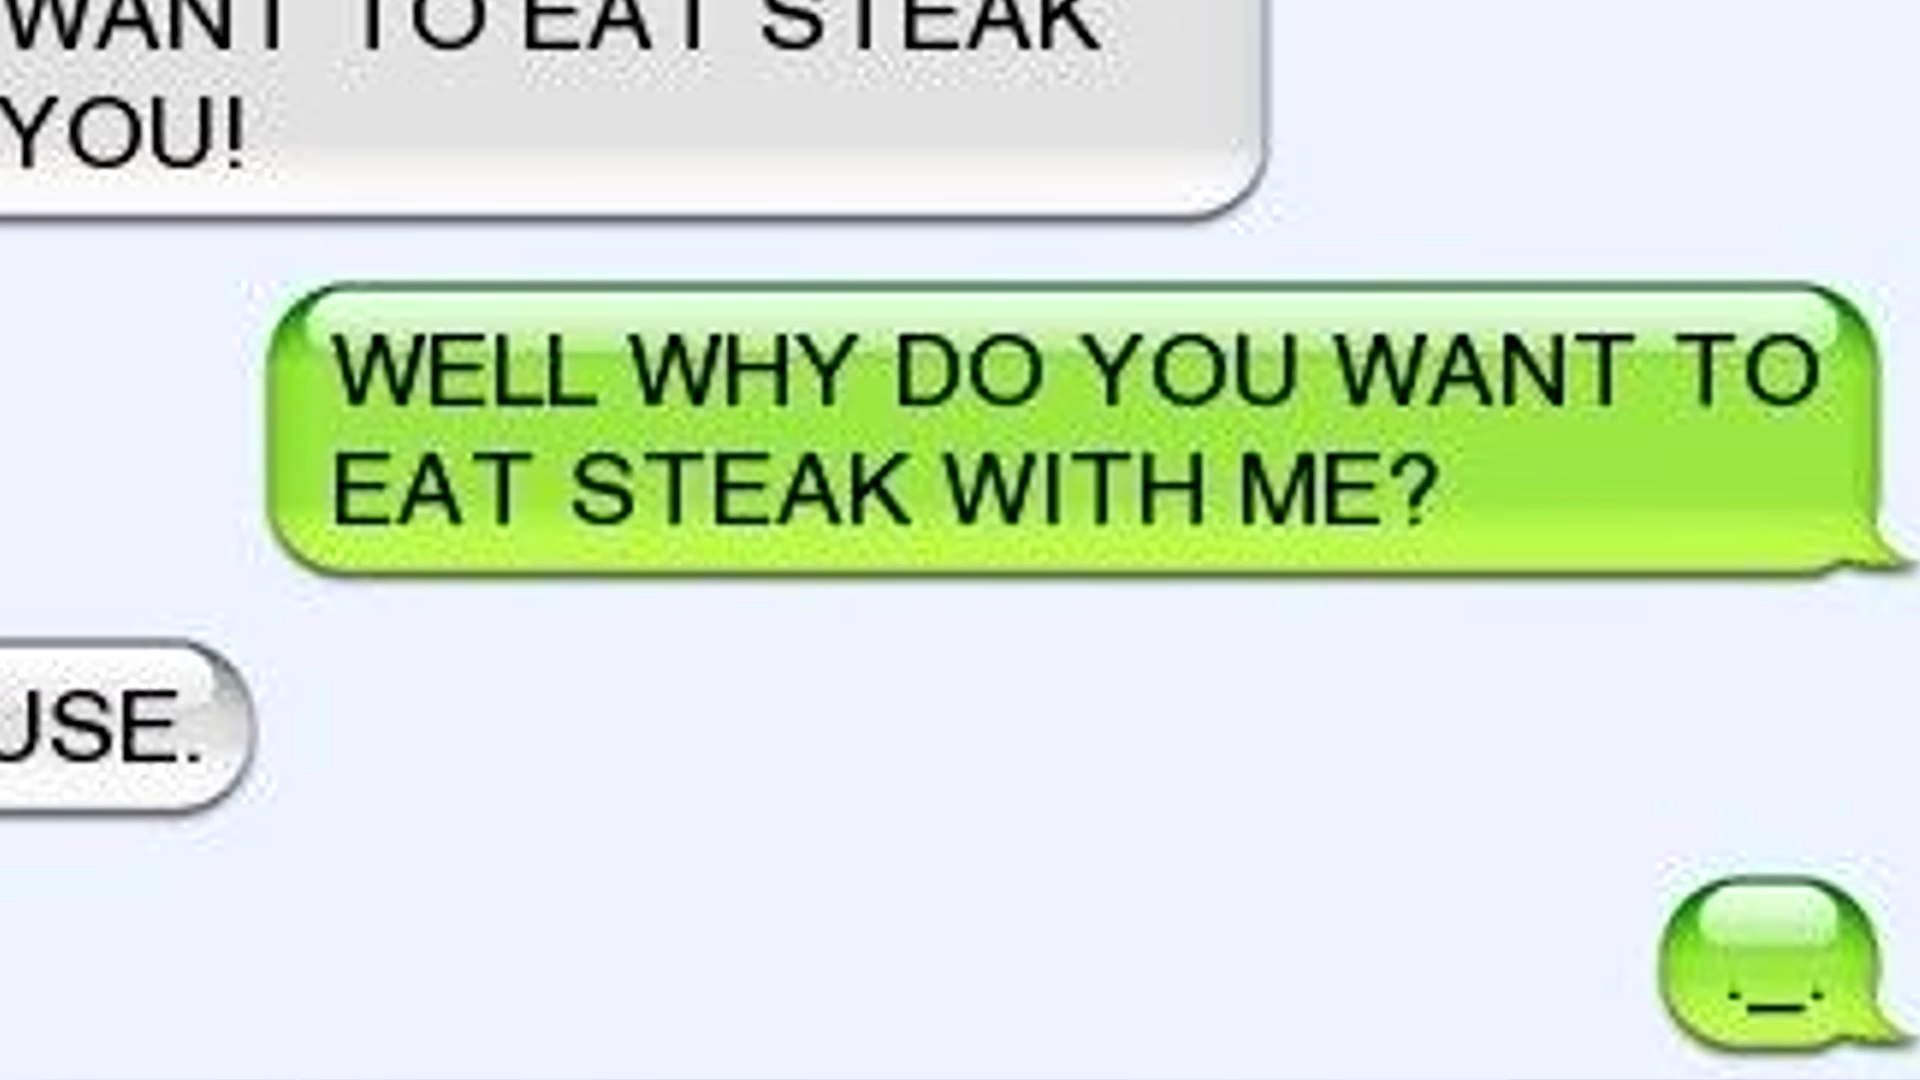 WANT TO EAT STEAK
YOU!
WELL WHY DO YOU WANT TO
EAT STEAK WITH ME?
USE.
._.